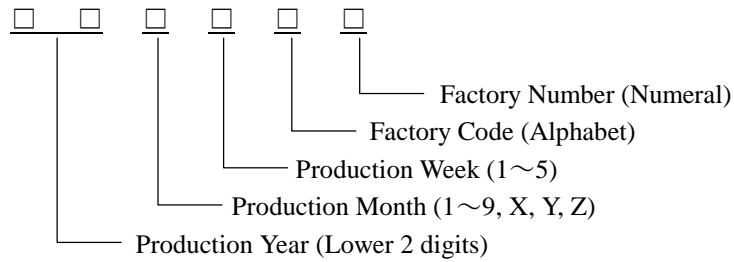 □ □ □ □ □ □
Factory Number (Numeral)
Factory Code (Alphabet)
Production Week (1～5)
Production Month (1～9, X, Y, Z)
Production Year (Lower 2 digits)